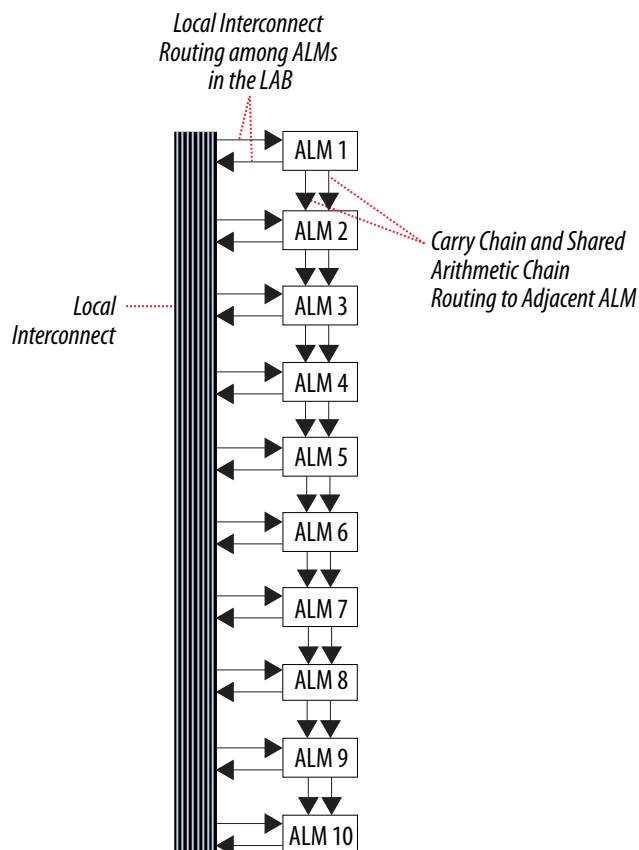 Local Interconnect
Routing among ALMs
in the LAB
ALM 1
ALM 2
Carry Chain and Shared
Arithmetic Chain
Routing to Adjacent ALM
Local
Interconnect
ALM 3
ALM 4
ALM 5
ALM 6
ALM 7
ALM 8
ALM 9
ALM 10